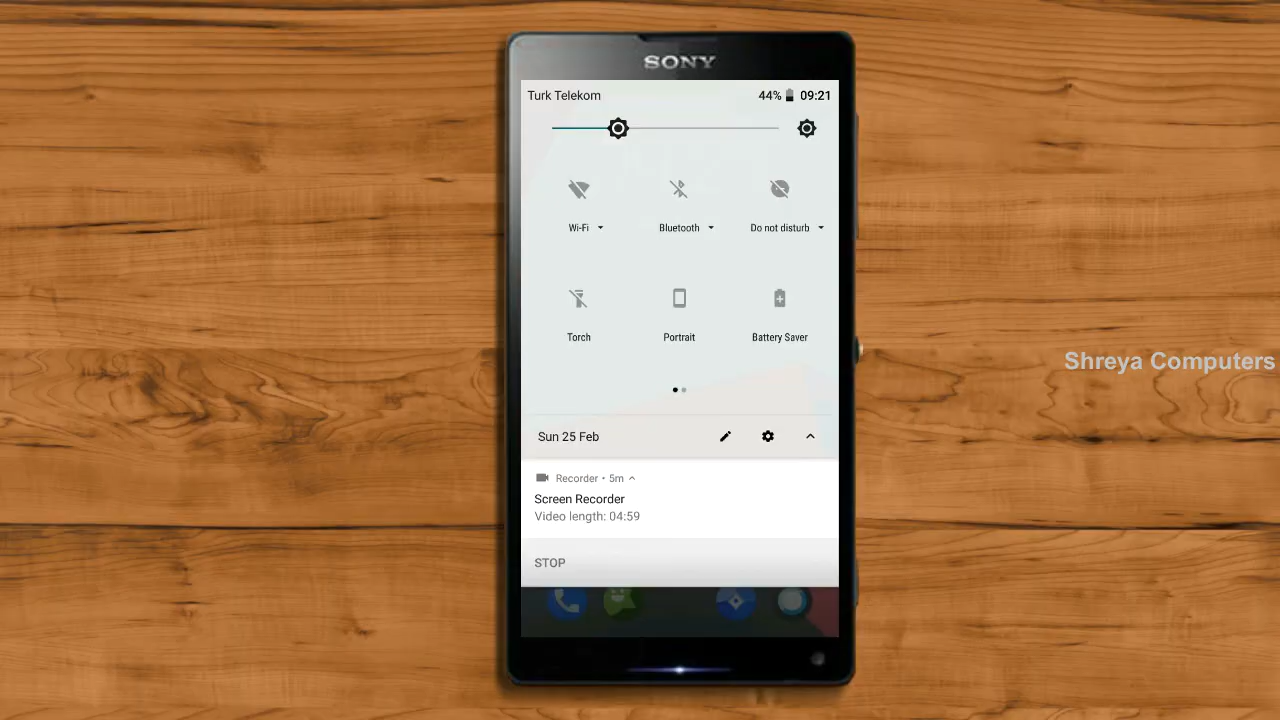 SONY
Turk Telekom 44% 09:21
Wi-Fi Bluetooth Do not disturb
Torch Portrait Battery Saver
Shreya Computers
Sun 25 Feb
Recorder • 5m
Screen Recorder
Video length: 04:59
STOP